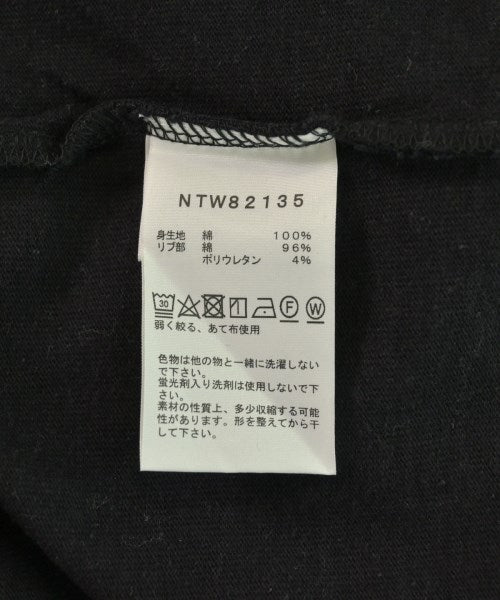 NTW82135
身生地 綿 100%
リブ部 綿 96%
ポリウレタン 4%
30 F W
弱く絞る、あて布使用
色物は他の物と一緒に洗濯しない
で下さい。
蛍光剤入り洗剤は使用しないで下
さい。
素材の性質上、多少収縮する可能
性があります。形を整えてから干
して下さい。